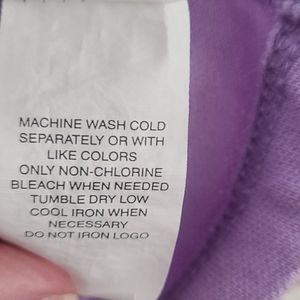 MACHINE WASH COLD
SEPARATELY OR WITH
LIKE COLORS
ONLY NON-CHLORINE
BLEACH WHEN NEEDED
TUMBLE DRY LOW
COOL IRON WHEN
NECESSARY
DO NOT IRON LOGO